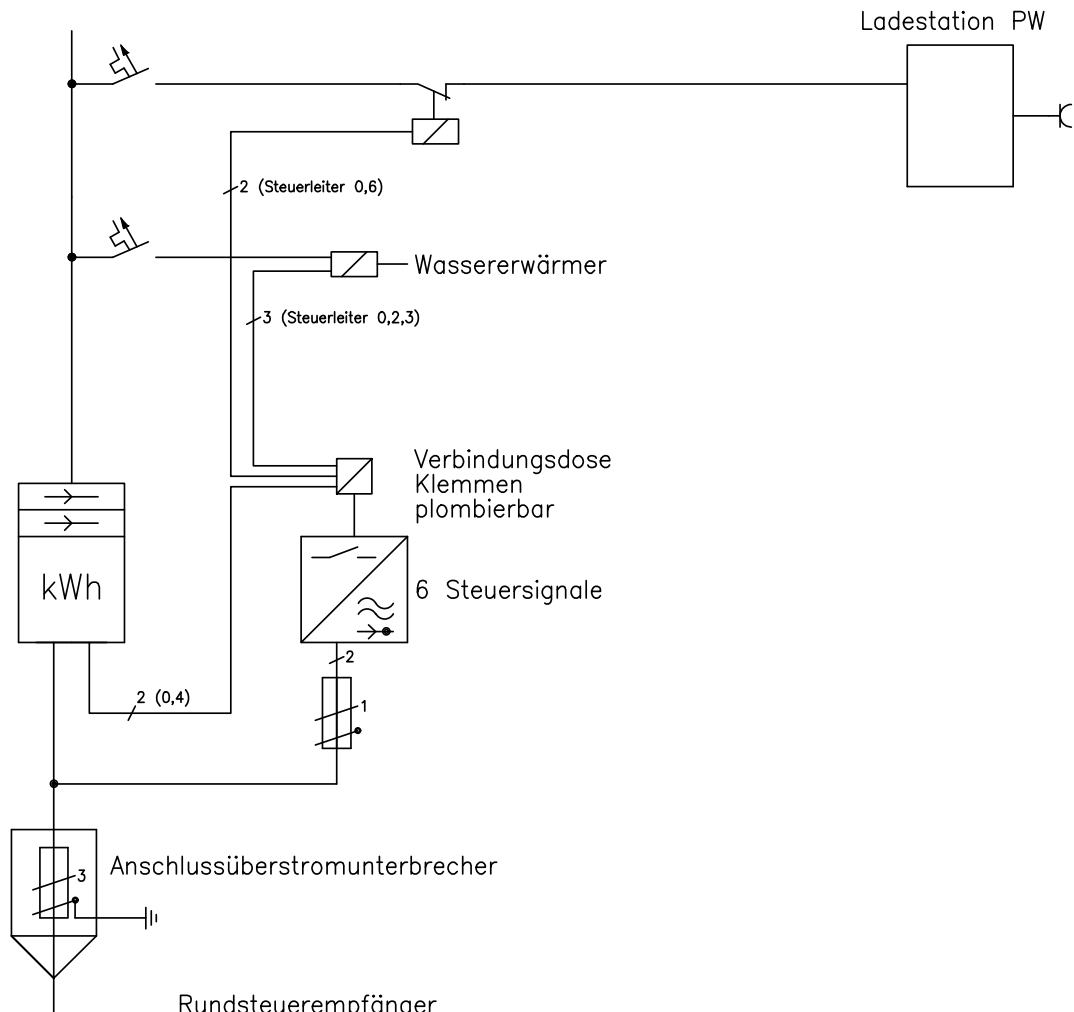 Ladestation PW
2 (Steuerleiter 0,6)
Wassererwärmer
3 (Steuerleiter 0,2,3)
Verbindungsdose
Klemmen
plombierbar
kWh
6 Steuersignale
2
2 (0,4)
1
Anschlussüberstromunterbrecher
3
Rundsteuerempfänger